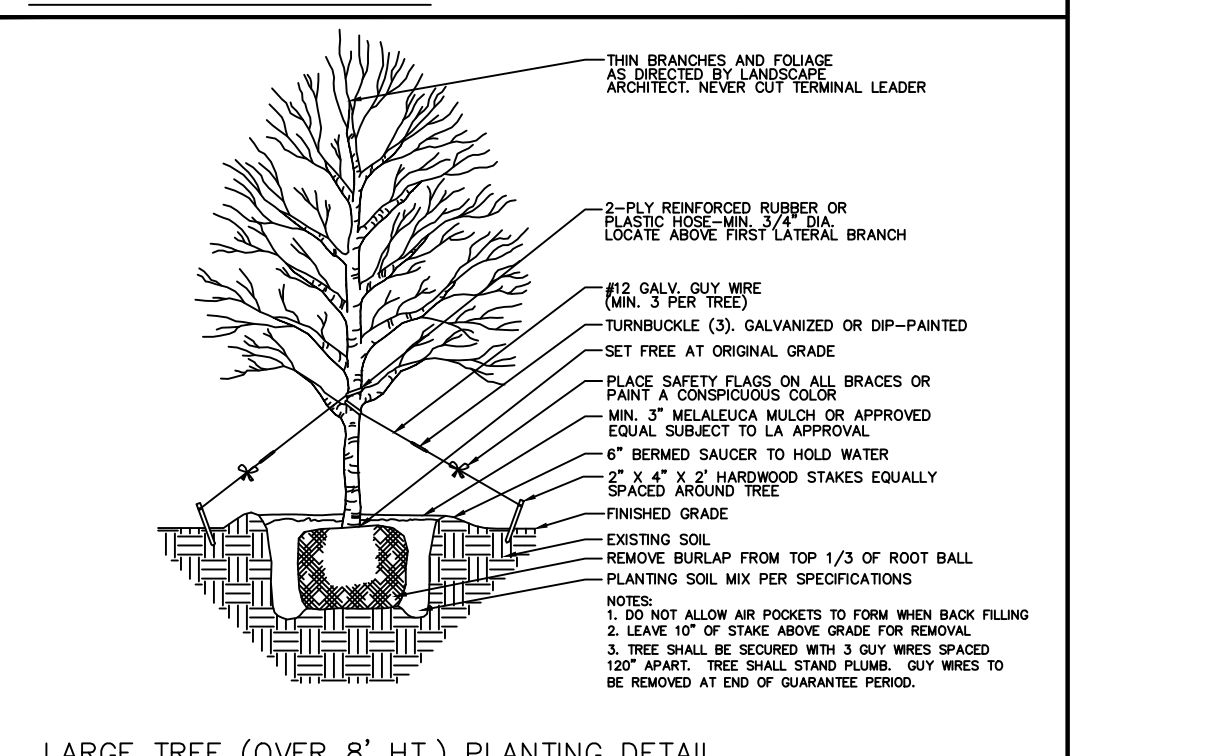 THIN BRANCHES AND FOLIAGE
AS DIRECTED BY LANDSCAPE
ARCHITECT. NEVER CUT TERMINAL LEADER
2-PLY REINFORCED RUBBER OR
PLASTIC HOSE-MIN. 3/4" DIA.
LOCATE ABOVE FIRST LATERAL BRANCH
#12 GALV. GUY WIRE
(MIN. 3 PER TREE)
TURNBUCKLE (3). GALVANIZED OR DIP-PAINTED
SET FREE AT ORIGINAL GRADE
PLACE SAFETY FLAGS ON ALL BRACES OR
PAINT A CONSPICUOUS COLOR
MIN. 3" MELALEUCA MULCH OR APPROVED
EQUAL SUBJECT TO LA APPROVAL
6" BERMED SAUCER TO HOLD WATER
2" X 4" X 2' HARDWOOD STAKES EQUALLY
SPACED AROUND TREE
FINISHED GRADE
EXISTING SOIL
REMOVE BURLAP FROM TOP 1/3 OF ROOT BALL
PLANTING SOIL MIX PER SPECIFICATIONS
NOTES:
1. DO NOT ALLOW AIR POCKETS TO FORM WHEN BACK FILLING
2. LEAVE 10" OF STAKE ABOVE GRADE FOR REMOVAL
3. TREE SHALL BE SECURED WITH 3 GUY WIRES SPACED
120" APART. TREE SHALL STAND PLUMB. GUY WIRES TO
BE REMOVED AT END OF GUARANTEE PERIOD.
LARGE TREE (OVER 8' HT.) PLANTING DETAIL